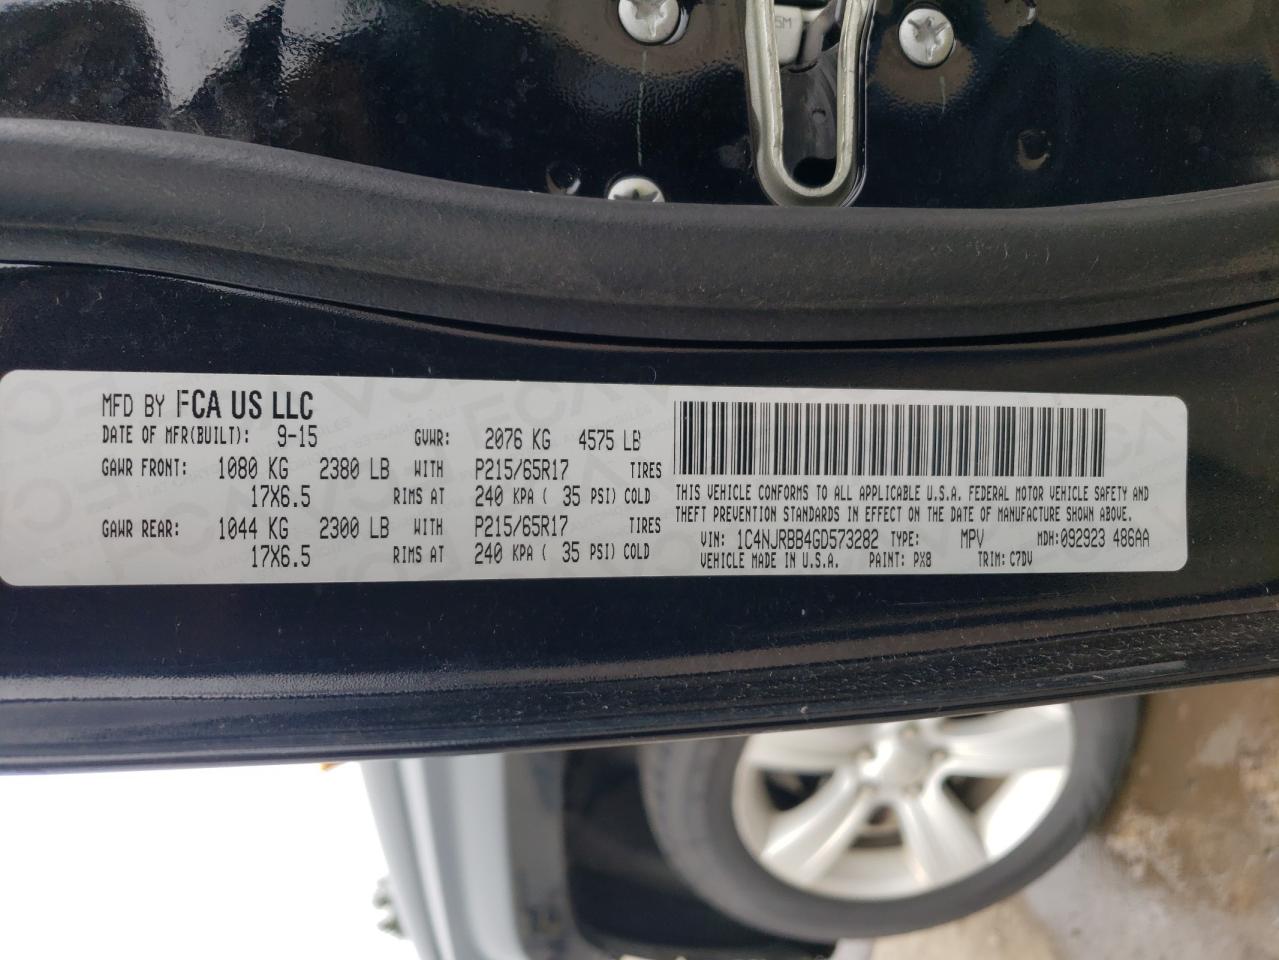 SM
MFD BY FCA US LLC
DATE OF MFR(BUILT): 9-15 GVWR: 2076 KG 4575 LB
GAWR FRONT: 1080 KG 2380 LB WITH P215/65R17 TIRES
17X6.5 RIMS AT 240 KPA ( 35 PSI) COLD
GAWR REAR: 1044 KG 2300 LB WITH P215/65R17 TIRES
17X6.5 RIMS AT 240 KPA ( 35 PSI) COLD
THIS VEHICLE CONFORMS TO ALL APPLICABLE U.S.A. FEDERAL MOTOR VEHICLE SAFETY AND
THEFT PREVENTION STANDARDS IN EFFECT ON THE DATE OF MANUFACTURE SHOWN ABOVE.
VIN: 1C4NJRBB4GD573282 TYPE: MPV MDH:092923 486AA
VEHICLE MADE IN U.S.A. PAINT: PX8 TRIM: C7DV